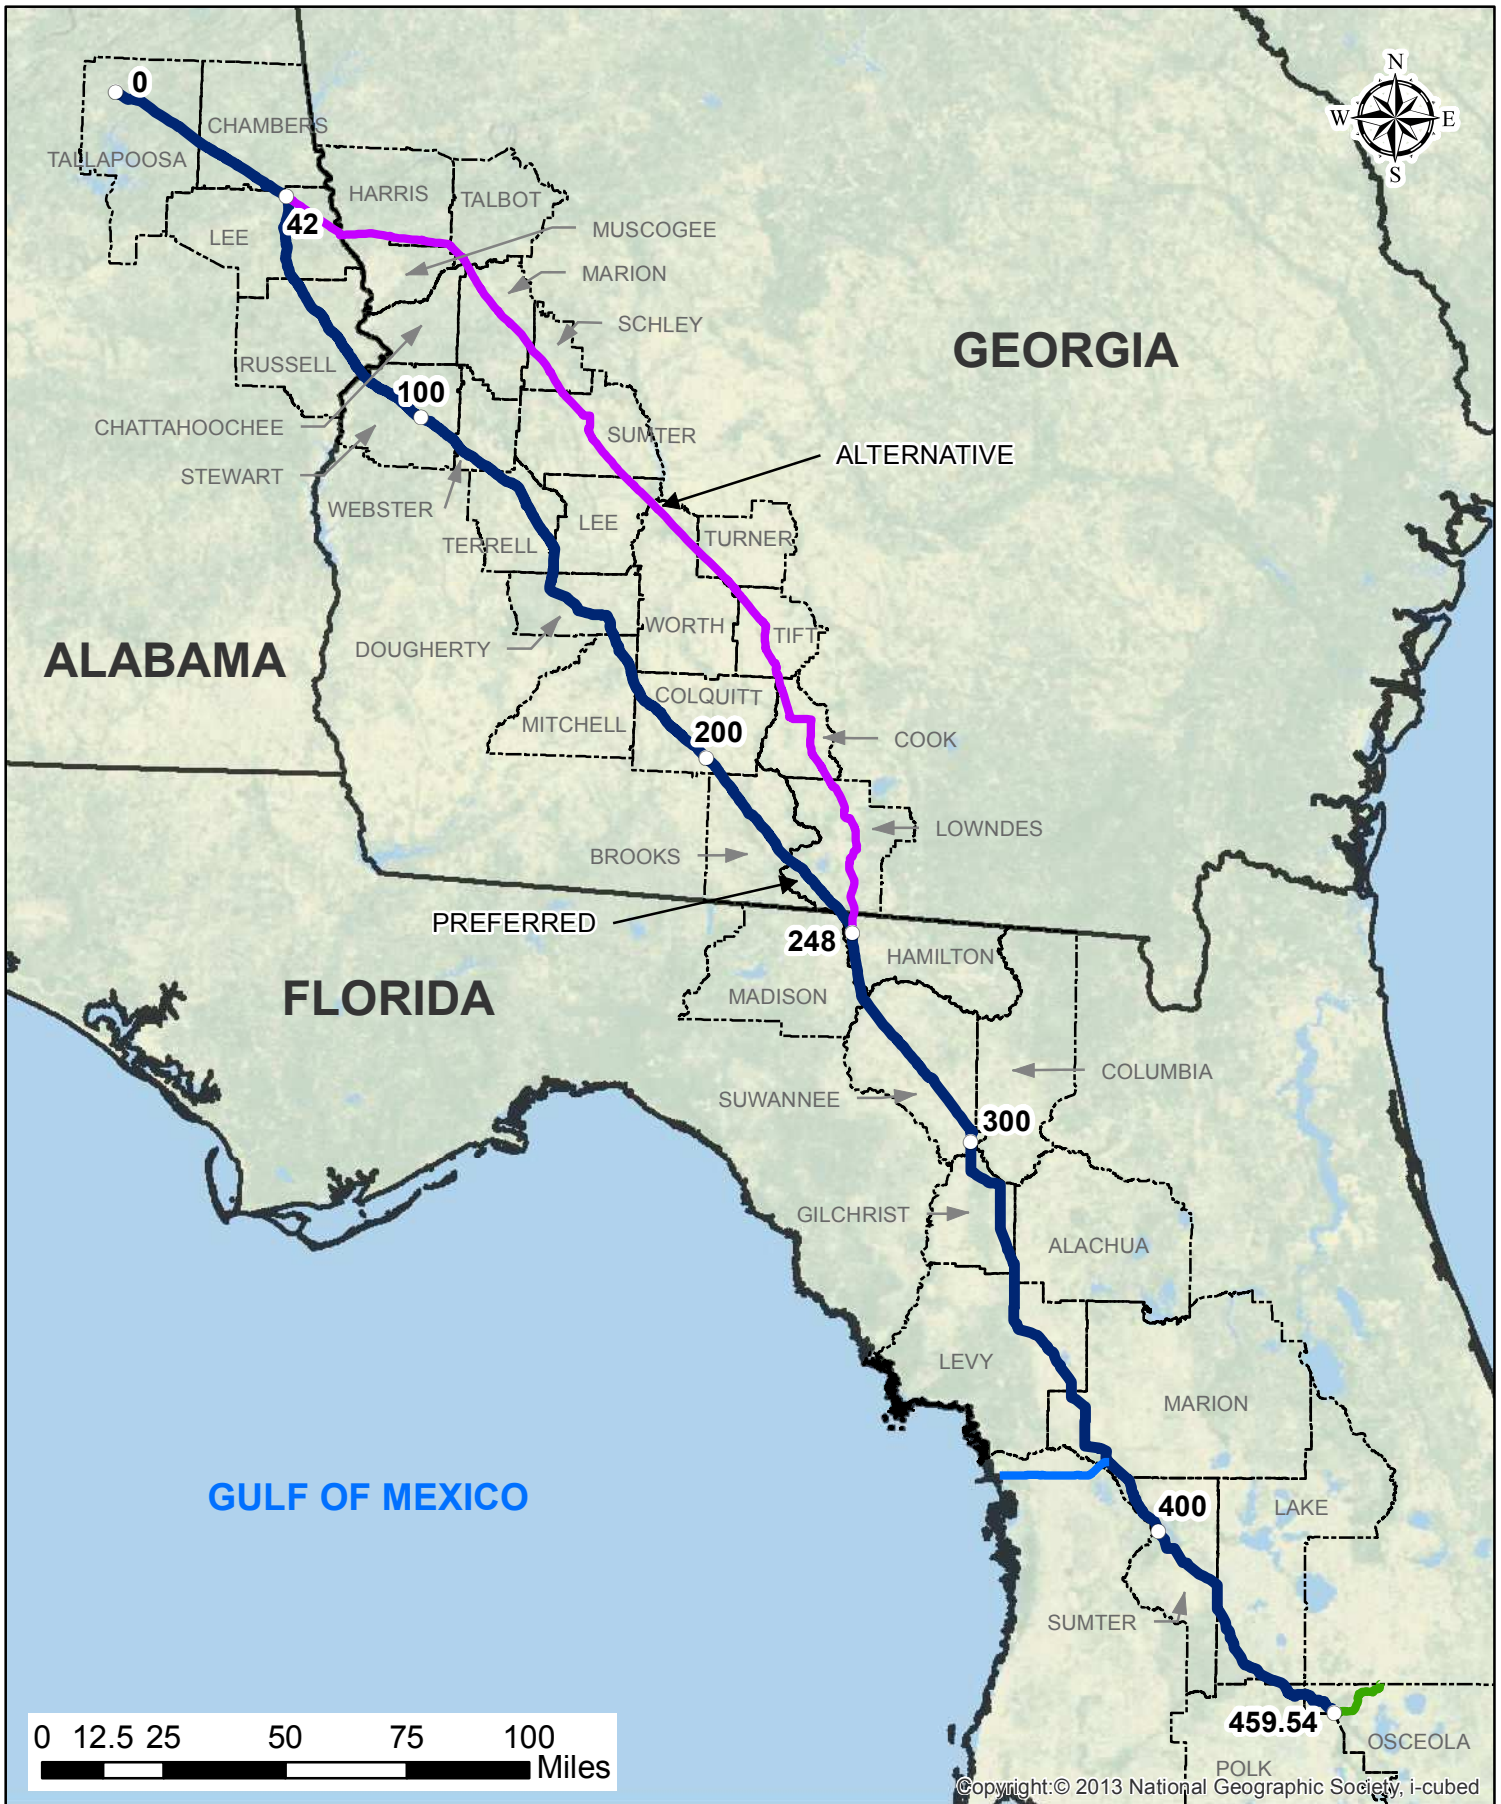 N
W
E
S
0
CHAMBERS
TALLAPOOSA
HARRIS
TALBOT
42
LEE
MUSCOGEE
MARION
SCHLEY
GEORGIA
RUSSELL
100
CHATTAHOOCHEE
SUMTER
ALTERNATIVE
STEWART
WEBSTER
LEE
TURNER
TERRELL
WORTH
TIFT
DOUGHERTY
ALABAMA
COLQUITT
MITCHELL
200
COOK
LOWNDES
BROOKS
PREFERRED
248
HAMILTON
FLORIDA
MADISON
COLUMBIA
SUWANNEE
300
GILCHRIST
ALACHUA
LEVY
MARION
GULF OF MEXICO
400
LAKE
SUMTER
459.54
OSCEOLA
POLK
0 12.5 25 50 75 100
Miles
Copyright:© 2013 National Geographic Society, i-cubed